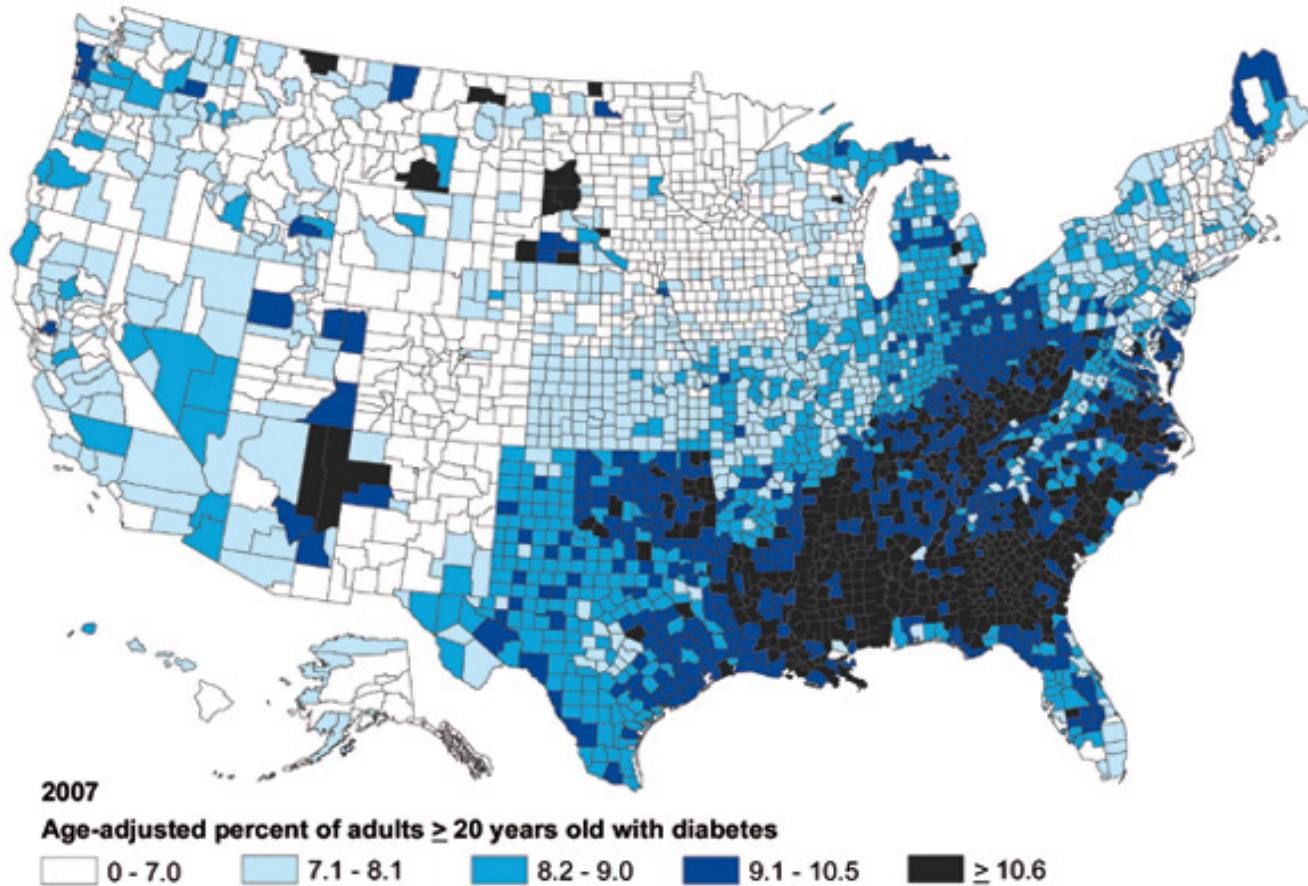 2007
Age-adjusted percent of adults ≥ 20 years old with diabetes
0 - 7.0 7.1 - 8.1 8.2 - 9.0 9.1 - 10.5 ≥ 10.6